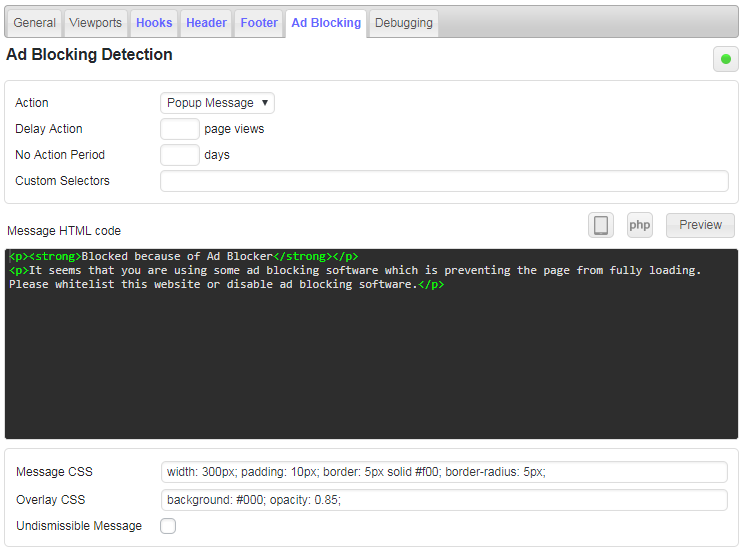 General Viewports Hooks Header Footer Ad Blocking Debugging
Ad Blocking Detection
Action Popup Message
Delay Action page views
No Action Period days
Custom Selectors
Message HTML code php Preview
<p><strong>Blocked because of Ad Blocker</strong></p>
<p>It seems that you are using some ad blocking software which is preventing the page from fully loading.
Please whitelist this website or disable ad blocking software.</p>
Message CSS width: 300px; padding: 10px; border: 5px solid #f00; border-radius: 5px;
Overlay CSS background: #000; opacity: 0.85;
Undismissible Message